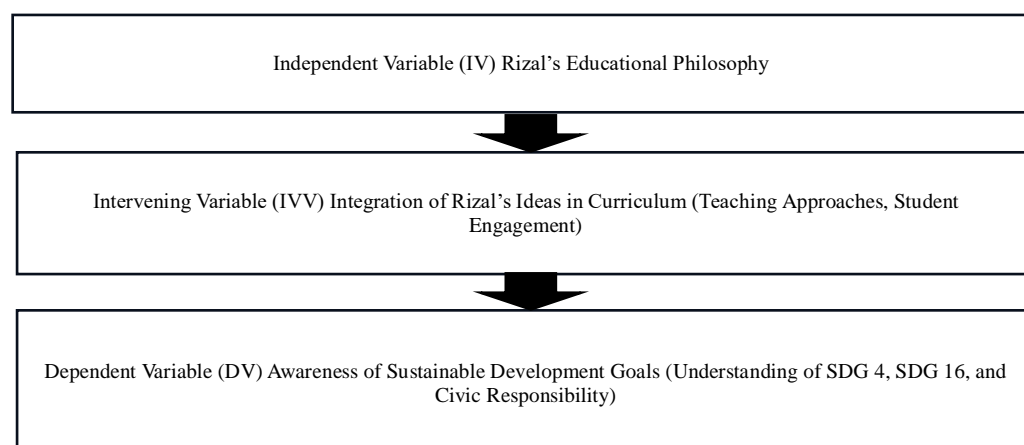 Independent Variable (IV) Rizal’s Educational Philosophy
Intervening Variable (IVV) Integration of Rizal’s Ideas in Curriculum (Teaching Approaches, Student
Engagement)
Dependent Variable (DV) Awareness of Sustainable Development Goals (Understanding of SDG 4, SDG 16, and
Civic Responsibility)